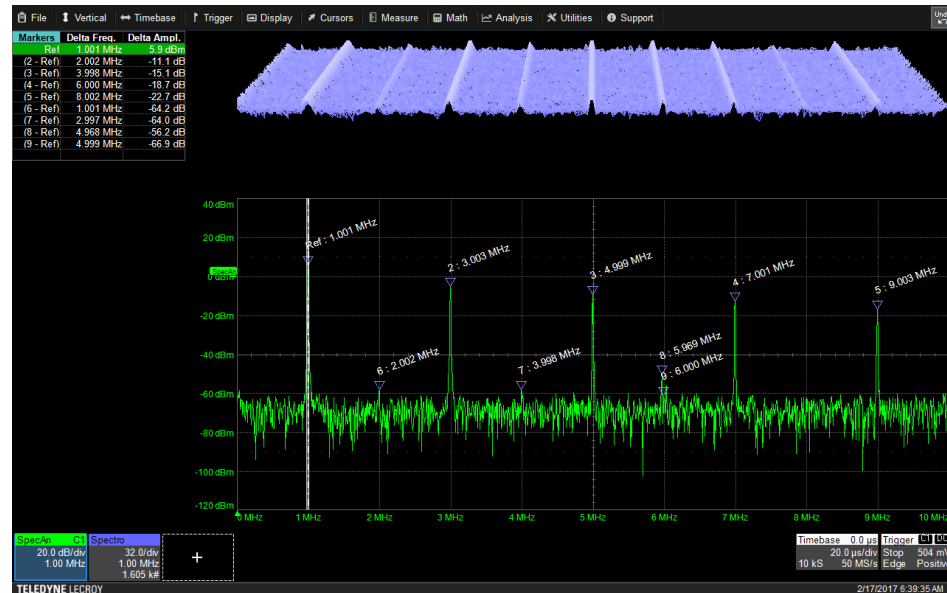 File Vertical Timebase Trigger Display Cursors Measure Math Analysis Utilities Support
Markers Delta Freq. Delta Ampl.
Ref 1.001 MHz 5.9 dBm
(2 - Ref) 2.002 MHz -11.1 dB
(3 - Ref) 3.998 MHz -15.1 dB
(4 - Ref) 6.000 MHz -18.7 dB
(5 - Ref) 8.002 MHz -22.7 dB
(6 - Ref) 1.001 MHz -64.2 dB
(7 - Ref) 2.997 MHz -64.0 dB
(8 - Ref) 4.968 MHz -56.2 dB
(9 - Ref) 4.999 MHz -66.9 dB
40 dBm
Ref : 1.001 MHz
20 dBm
2 : 3.003 MHz
3 : 4.999 MHz
4 : 7.001 MHz
5 : 9.003 MHz
SpecAn
0 dBm
-20 dBm
-40 dBm
6 : 2.002 MHz
7 : 3.998 MHz
8 : 5.969 MHz
9 : 6.000 MHz
-60 dBm
-80 dBm
-100 dBm
-120 dBm
0 MHz 1 MHz 2 MHz 3 MHz 4 MHz 5 MHz 6 MHz 7 MHz 8 MHz 9 MHz 10 MHz
SpecAn C1 Spectro
20.0 dB/div 32.0/div
1.00 MHz 1.00 MHz
1.605 k#
+
Timebase 0.0 µs Trigger C1 DC
20.0 µs/div Stop 504 mV
10 kS 50 MS/s Edge Positive
TELEDYNE LECROY 2/17/2017 6:39:35 AM